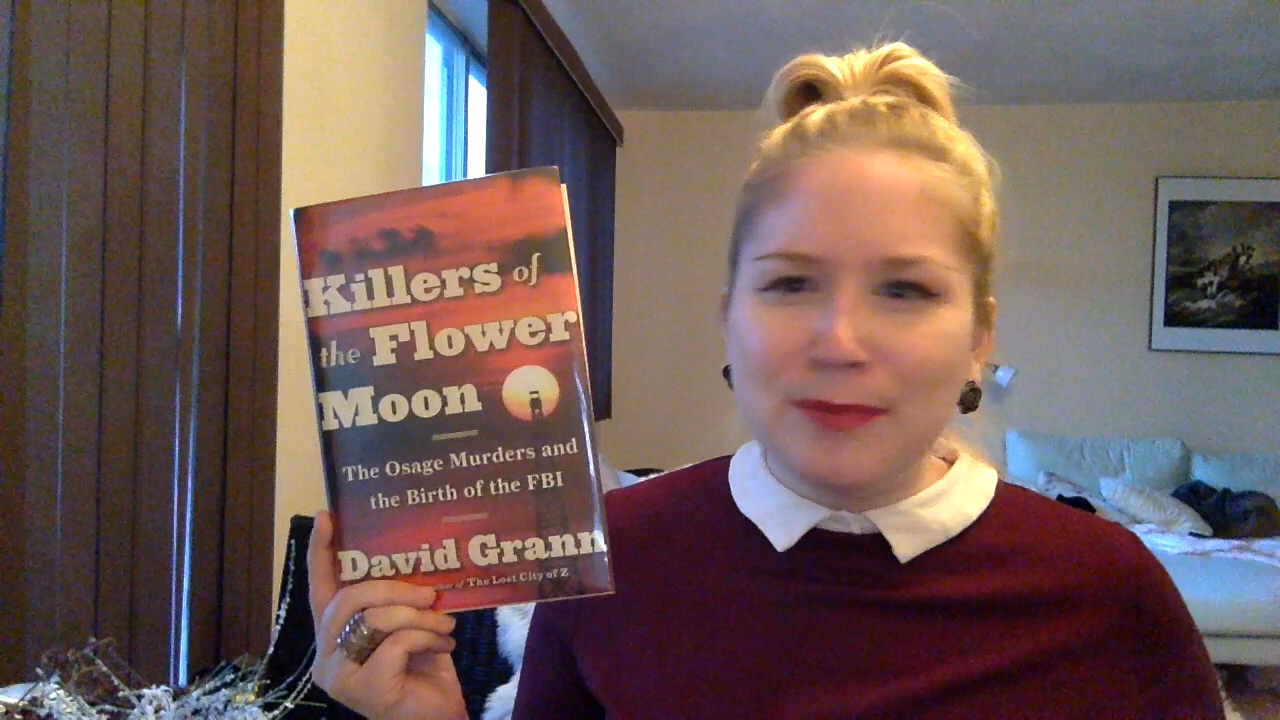 Killers of
the Flower
Moon
The Osage Murders and
the Birth of the FBI
David Grann
of The Lost City of Z